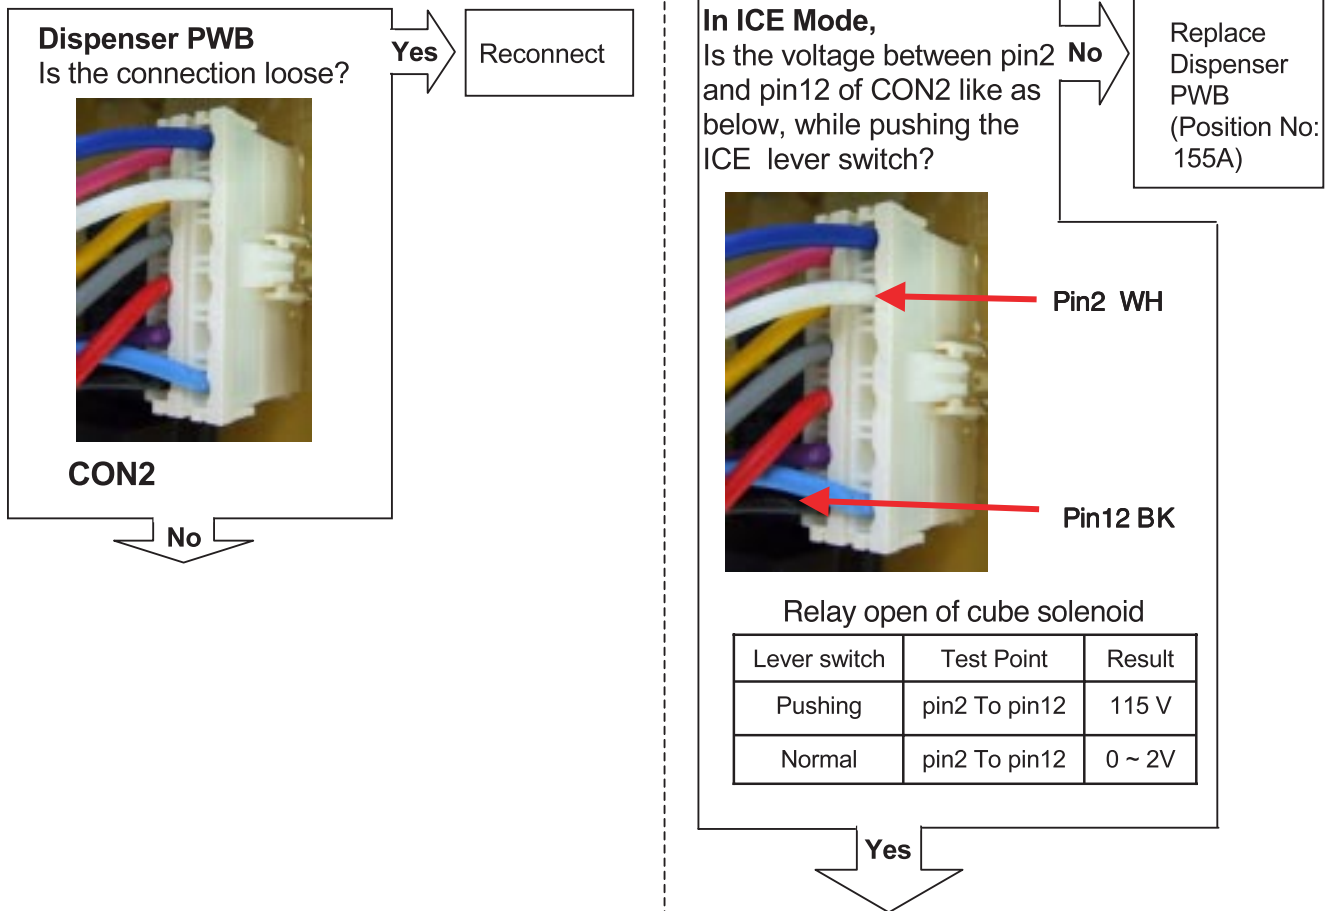 Dispenser PWB
Is the connection loose?
Yes
Reconnect
CON2
No
In ICE Mode,
Is the voltage between pin2
and pin12 of CON2 like as
below, while pushing the
ICE lever switch?
No
Replace
Dispenser
PWB
(Position No:
155A)
Pin2 WH
Pin12 BK
Relay open of cube solenoid
Lever switch Test Point Result
Pushing pin2 To pin12 115 V
Normal pin2 To pin12 0 ~ 2V
Yes